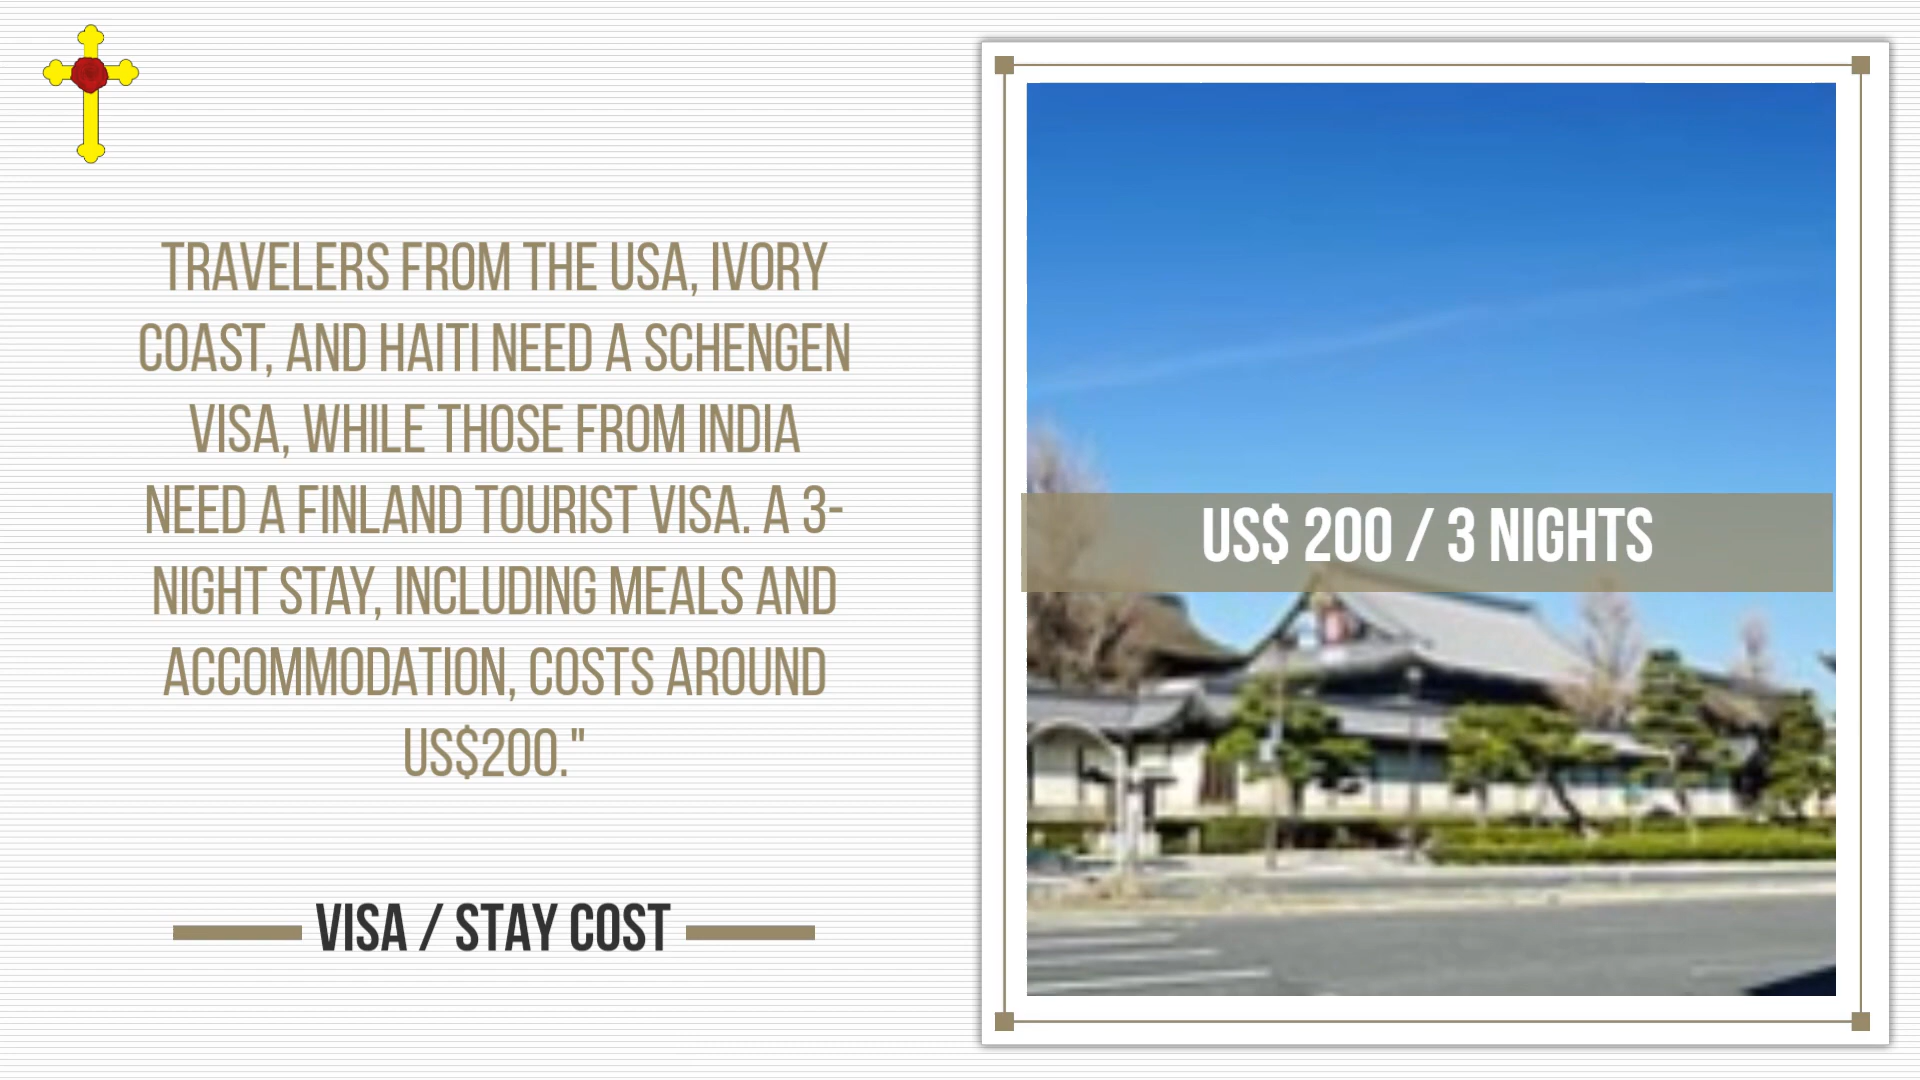 TRAVELERS FROM THE USA, IVORY
COAST, AND HAITI NEED A SCHENGEN
VISA, WHILE THOSE FROM INDIA
NEED A FINLAND TOURIST VISA. A 3-
NIGHT STAY, INCLUDING MEALS AND
ACCOMMODATION, COSTS AROUND
US$200."
VISA / STAY COST
US$ 200 / 3 NIGHTS